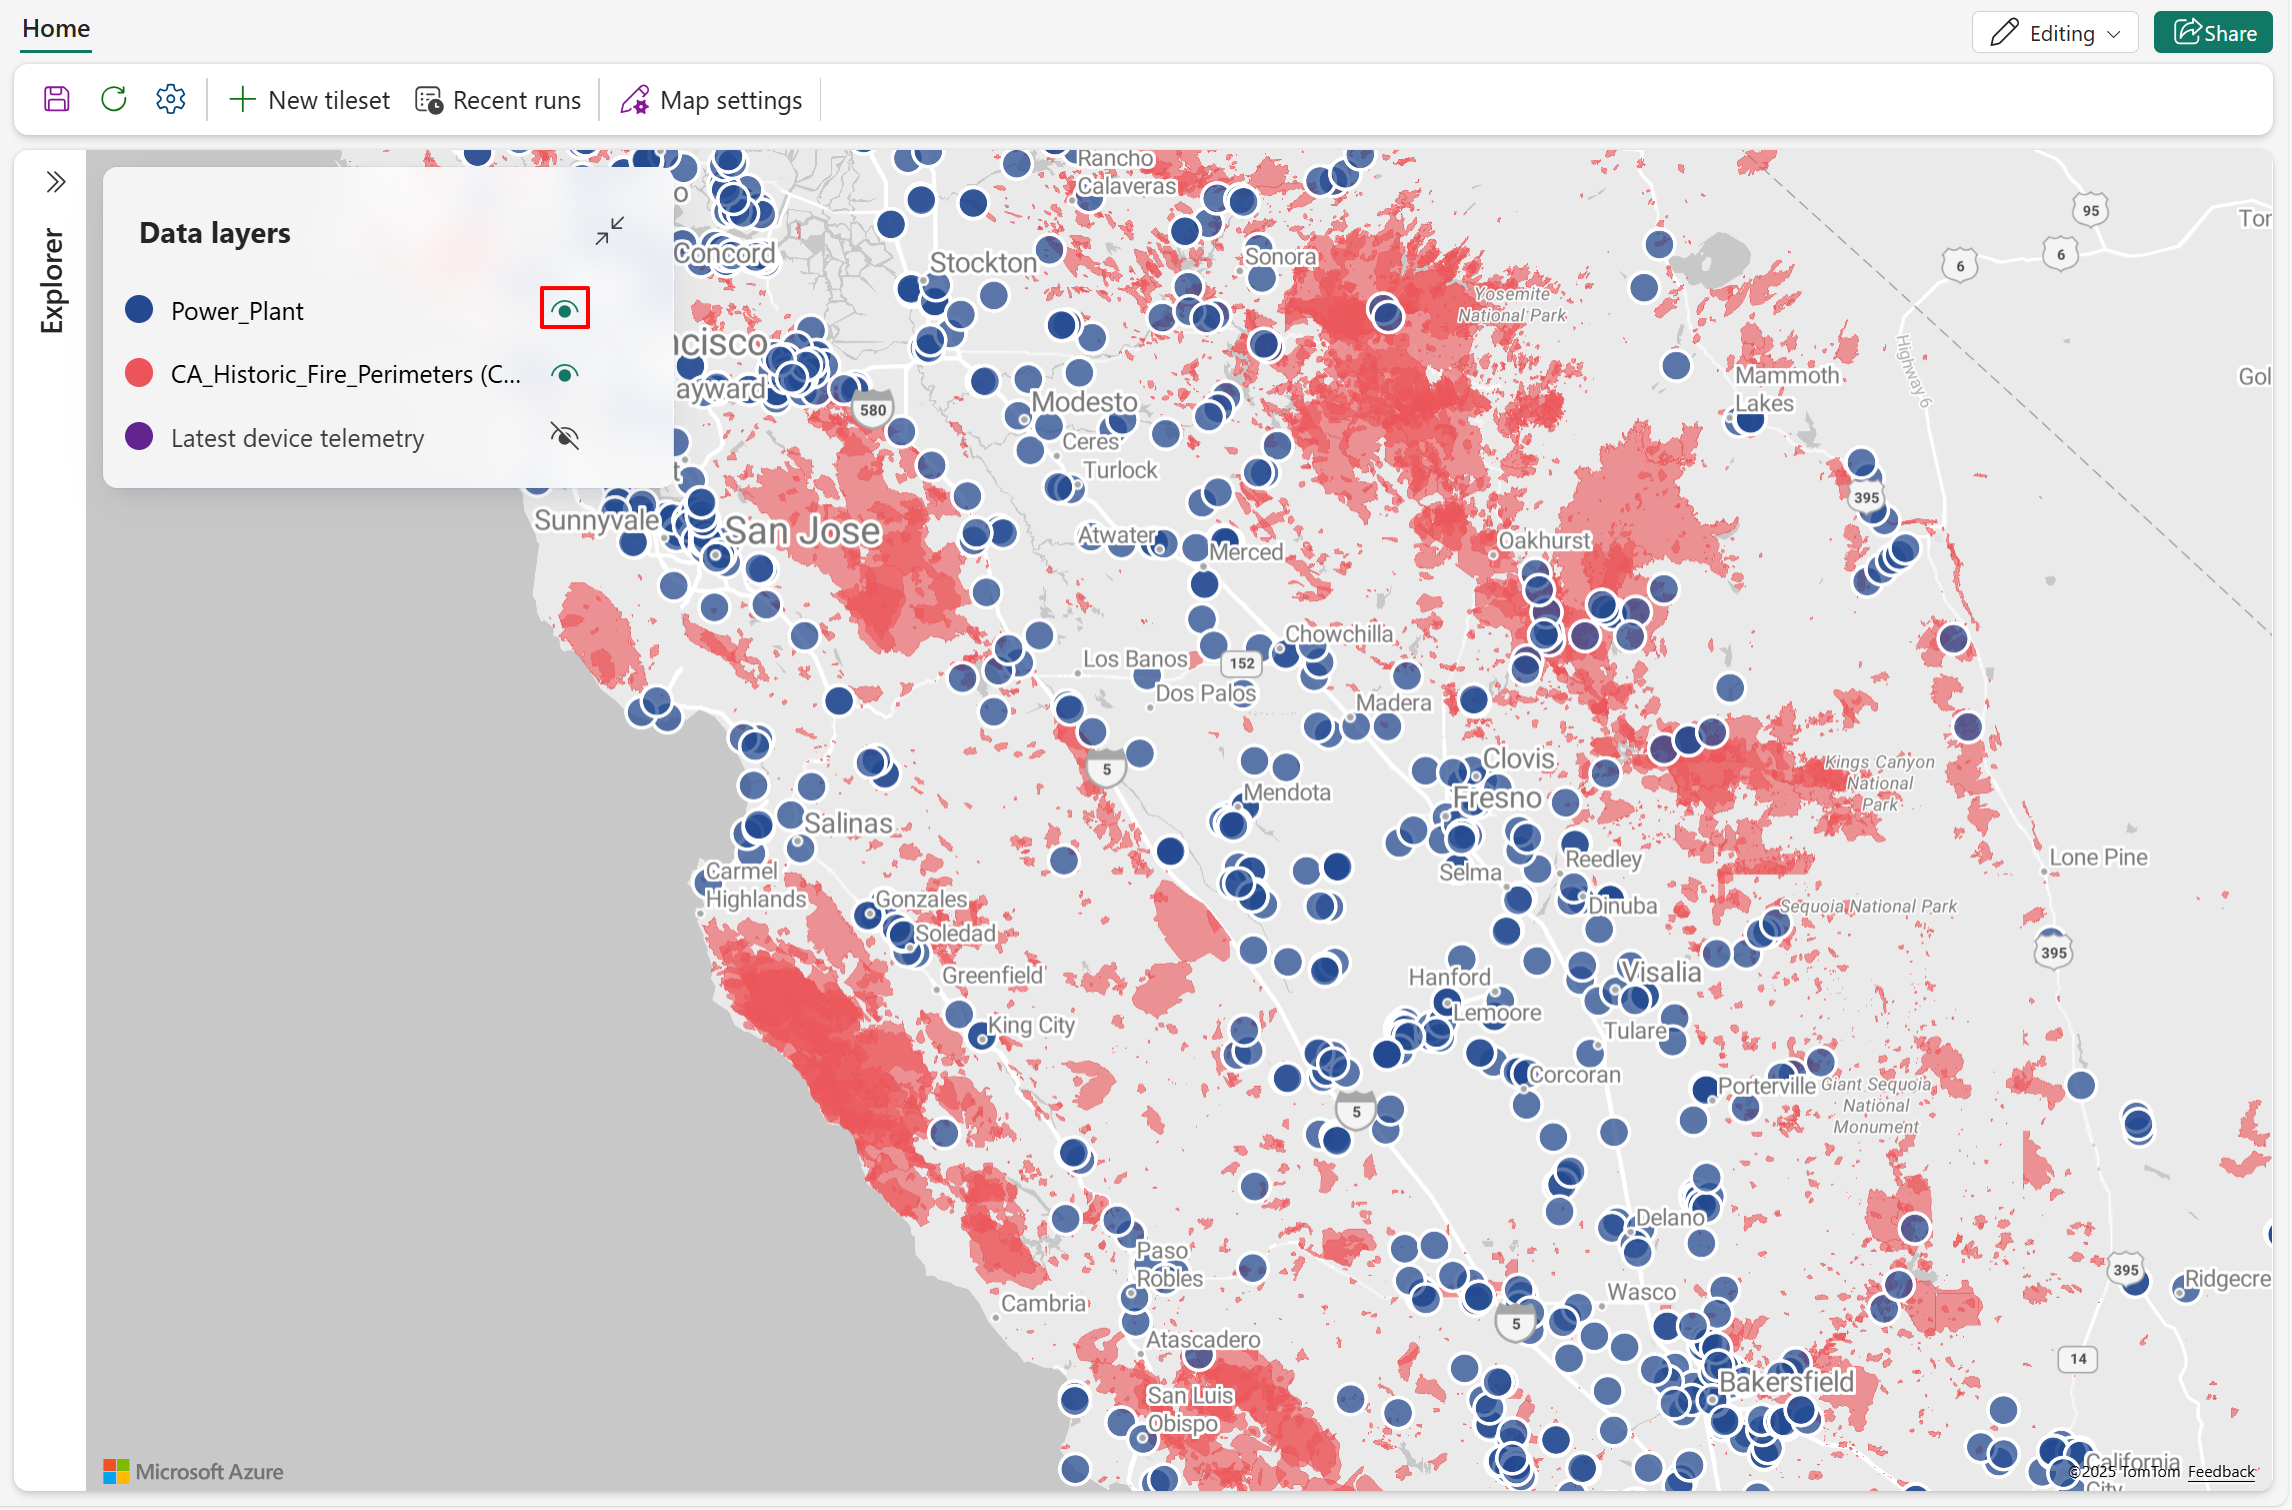 Home
Editing
Share
New tileset
Recent runs
Map settings
Explorer
Data layers
Power_Plant
CA_Historic_Fire_Perimeters (C...
Latest device telemetry
Rancho
Calaveras
Concord
Stockton
Sonora
Yosemite
National Park
95
6
6
Tor
Gol
Highway 6
Mammoth
Lakes
ncisco
ayward
580
Modesto
Ceres
Turlock
395
Sunnyvale
San Jose
Atwater
Merced
Oakhurst
Chowchilla
Los Banos
152
Dos Palos
Madera
5
Clovis
Kings Canyon
National
Park
Mendota
Fresno
Salinas
Lone Pine
Reedley
Selma
Carmel
Highlands
Gonzales
Dinuba
Sequoia National Park
Soledad
395
Greenfield
Hanford
Visalia
King City
Lemoore
Tulare
Corcoran
Porterville
Giant Sequoia
National
Monument
5
Delano
Paso
Robles
395
Ridgecre
Wasco
Cambria
5
Atascadero
14
San Luis
Obispo
Bakersfield
California
City
Microsoft Azure
©2025 TomTom Feedback